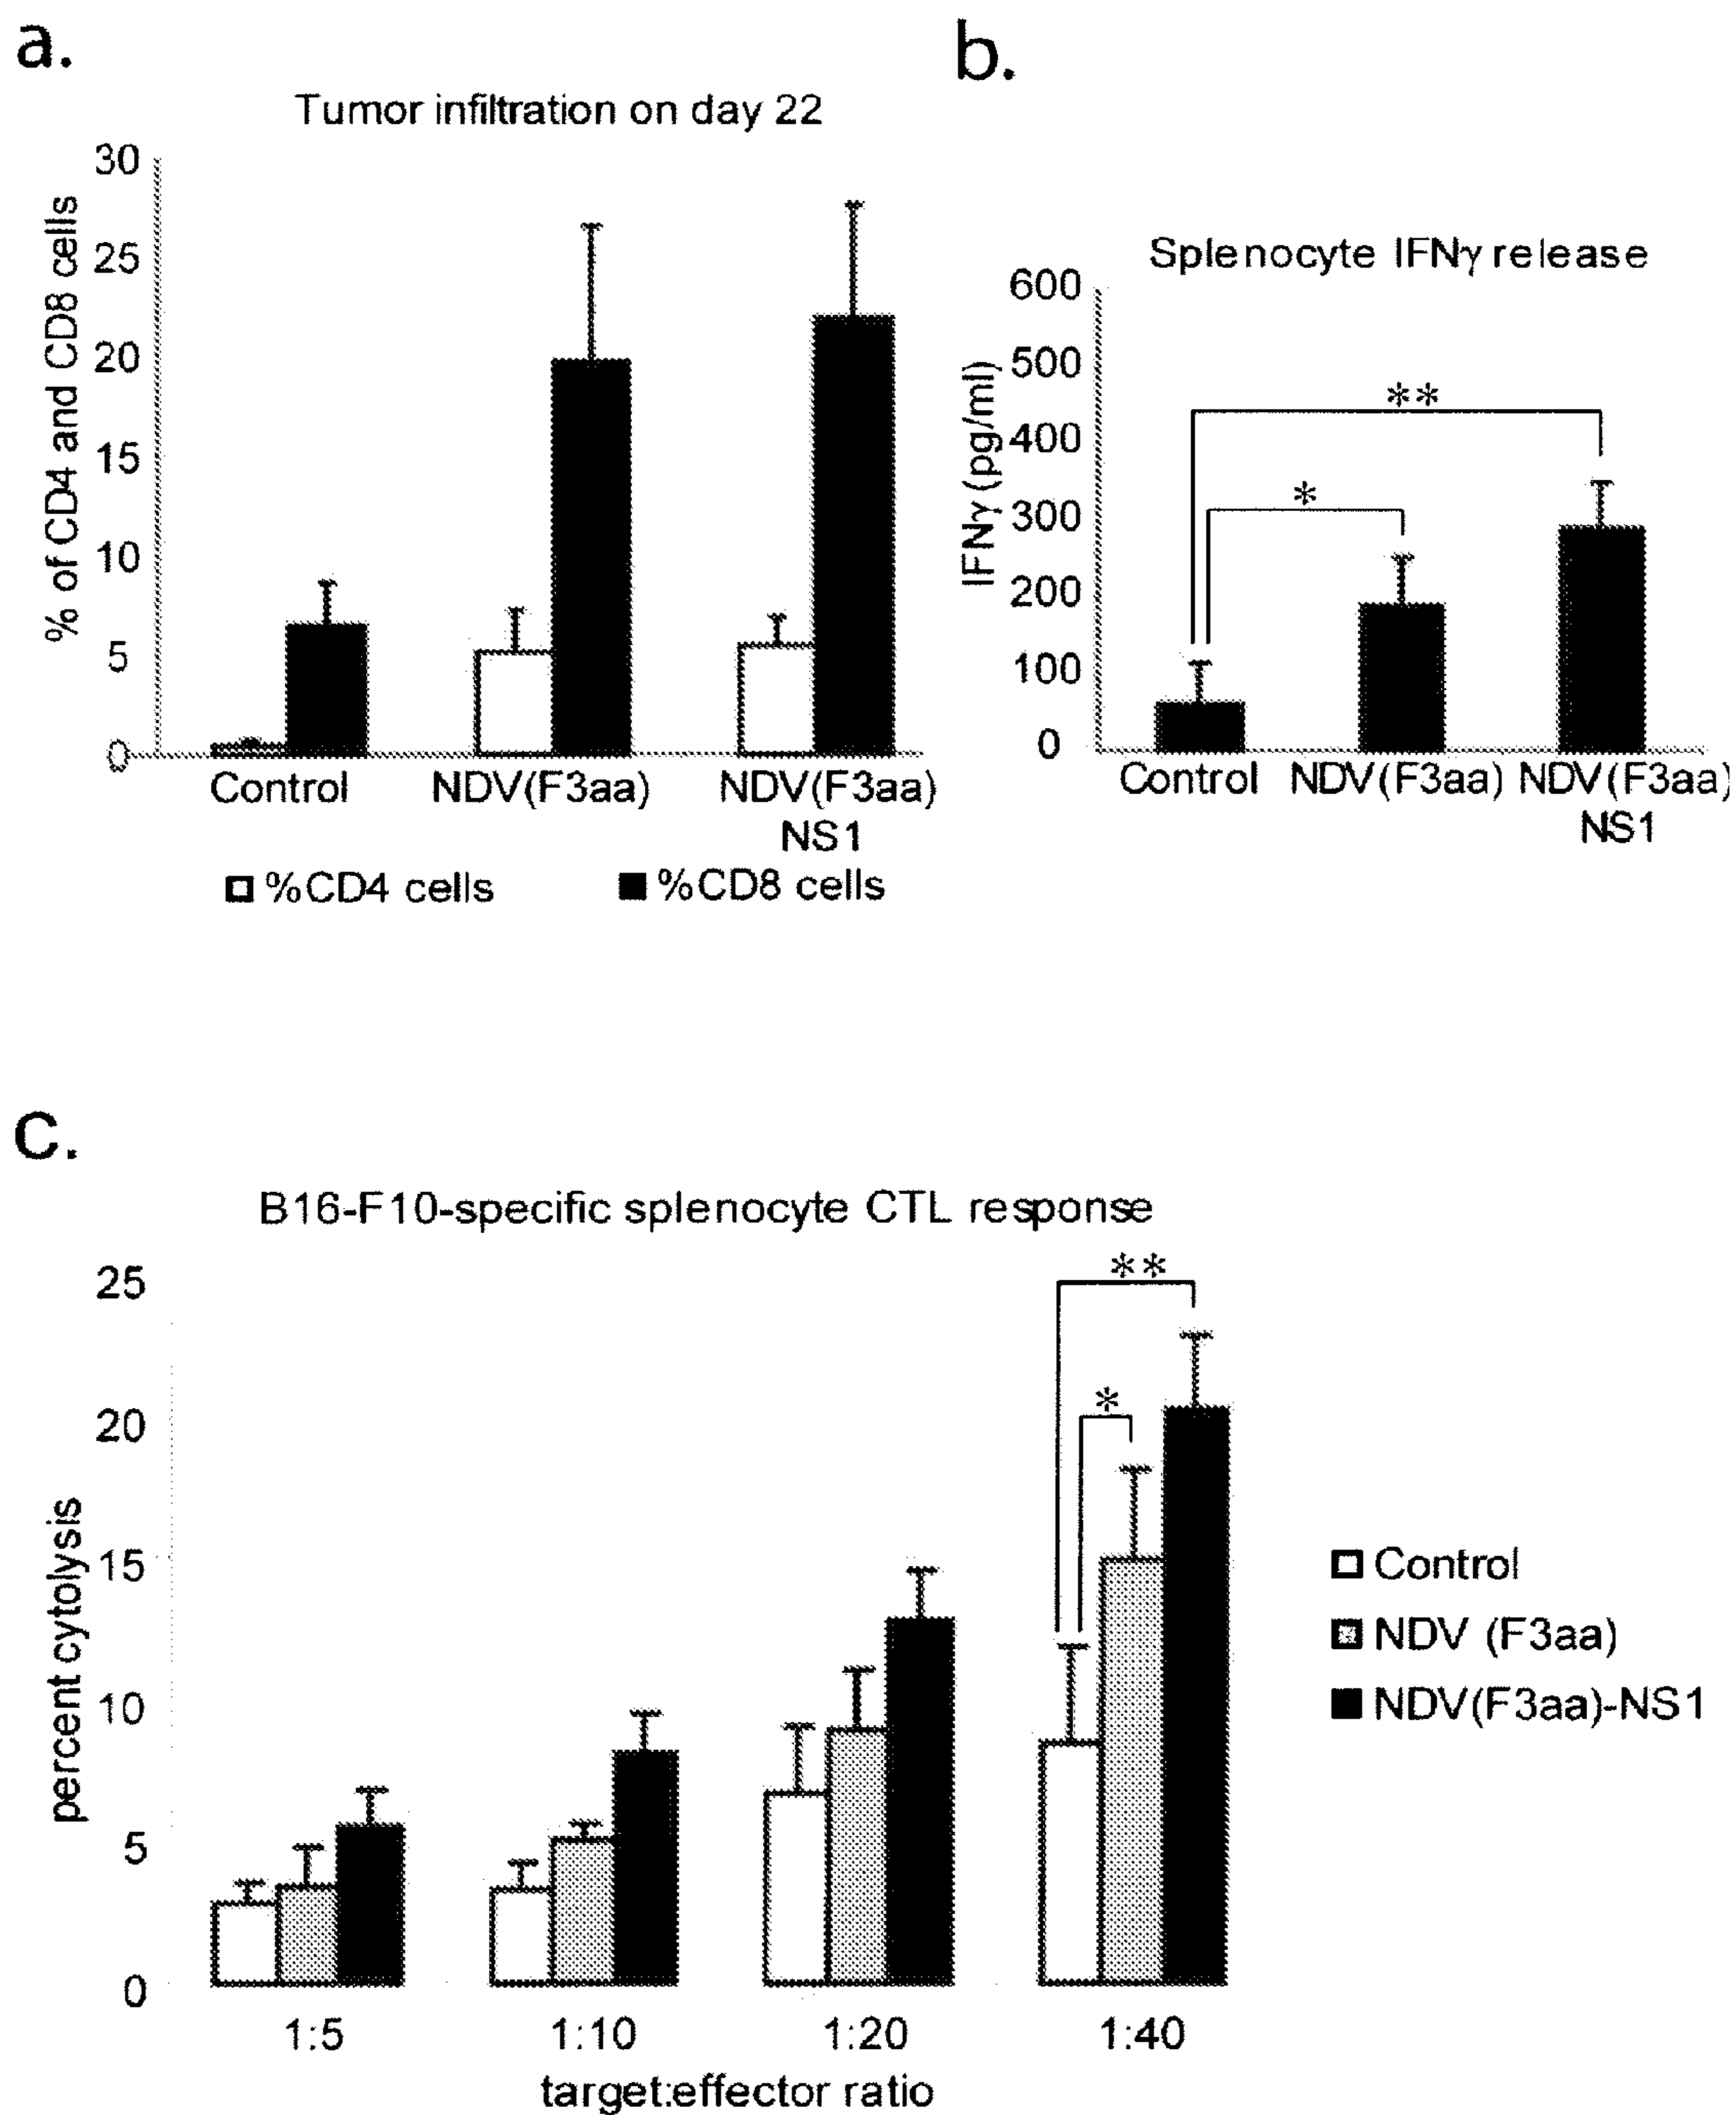 a.
Tumor infiltration on day 22
% of CD4 and CD8 cells
30
25
20
15
10
5
0
Control
NDV(F3aa)
NDV(F3aa)
NS1
%CD4 cells
%CD8 cells
b.
Splenocyte IFNγ release
IFNγ (pg/ml)
600
500
400
300
200
100
0
**
*
Control
NDV(F3aa)
NDV(F3aa)
NS1
c.
B16-F10-specific splenocyte CTL response
percent cytolysis
25
20
15
10
5
0
**
*
1:5
1:10
1:20
1:40
target:effector ratio
Control
NDV (F3aa)
NDV(F3aa)-NS1